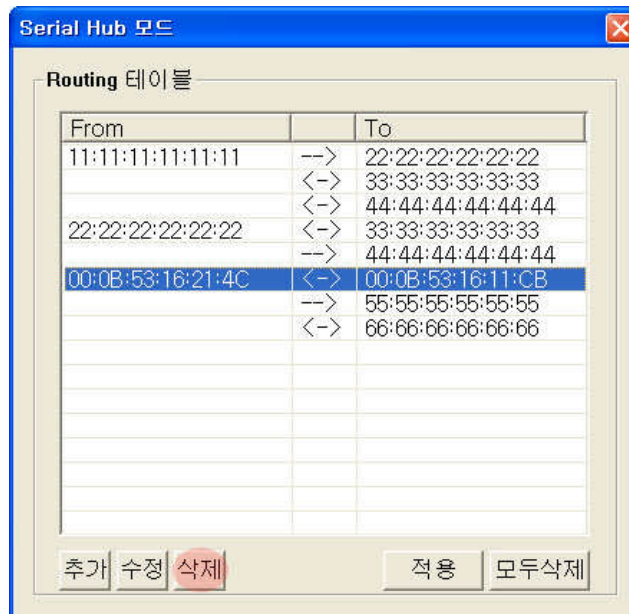 Serial Hub 모드
Routing 테이블
From To
11:11:11:11:11:11 --> 22:22:22:22:22:22
<-> 33:33:33:33:33:33
<-> 44:44:44:44:44:44
22:22:22:22:22:22 <-> 33:33:33:33:33:33
--> 44:44:44:44:44:44
00:0B:53:16:21:4C <-> 00:0B:53:16:11:CB
--> 55:55:55:55:55:55
<-> 66:66:66:66:66:66
추가 수정 삭제 적용 모두삭제